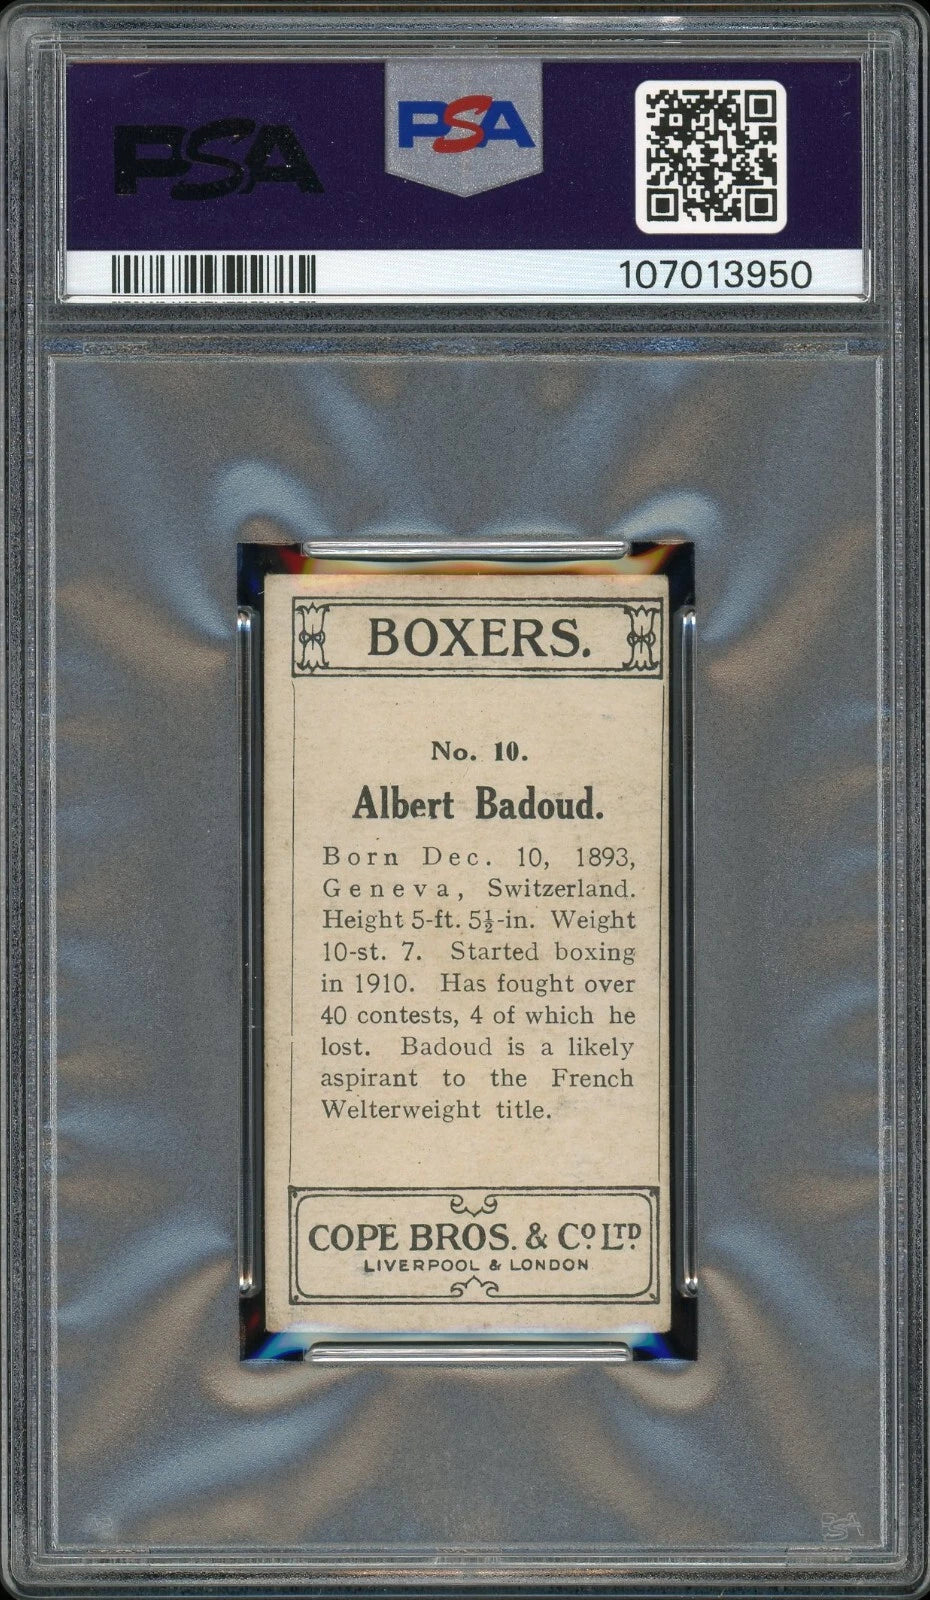 PSA
PSA
107013950
BOXERS.
No. 10.
Albert Badoud.
Born Dec. 10, 1893,
Geneva, Switzerland.
Height 5-ft. 5½-in. Weight
10-st. 7. Started boxing
in 1910. Has fought over
40 contests, 4 of which he
lost. Badoud is a likely
aspirant to the French
Welterweight title.
COPE BROS. & Co. LTD.
LIVERPOOL & LONDON
PSA